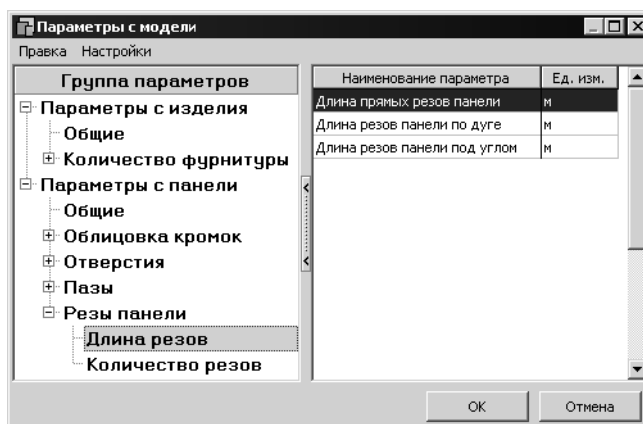 Параметры с модели
Правка Настройки
Группа параметров
Параметры с изделия
Общие
Количество фурнитуры
Параметры с панели
Общие
Облицовка кромок
Отверстия
Пазы
Резы панели
Длина резов
Количество резов
Наименование параметра Ед. изм.
Длина прямых резов панели м
Длина резов панели по дуге м
Длина резов панели под углом м
OK Отмена